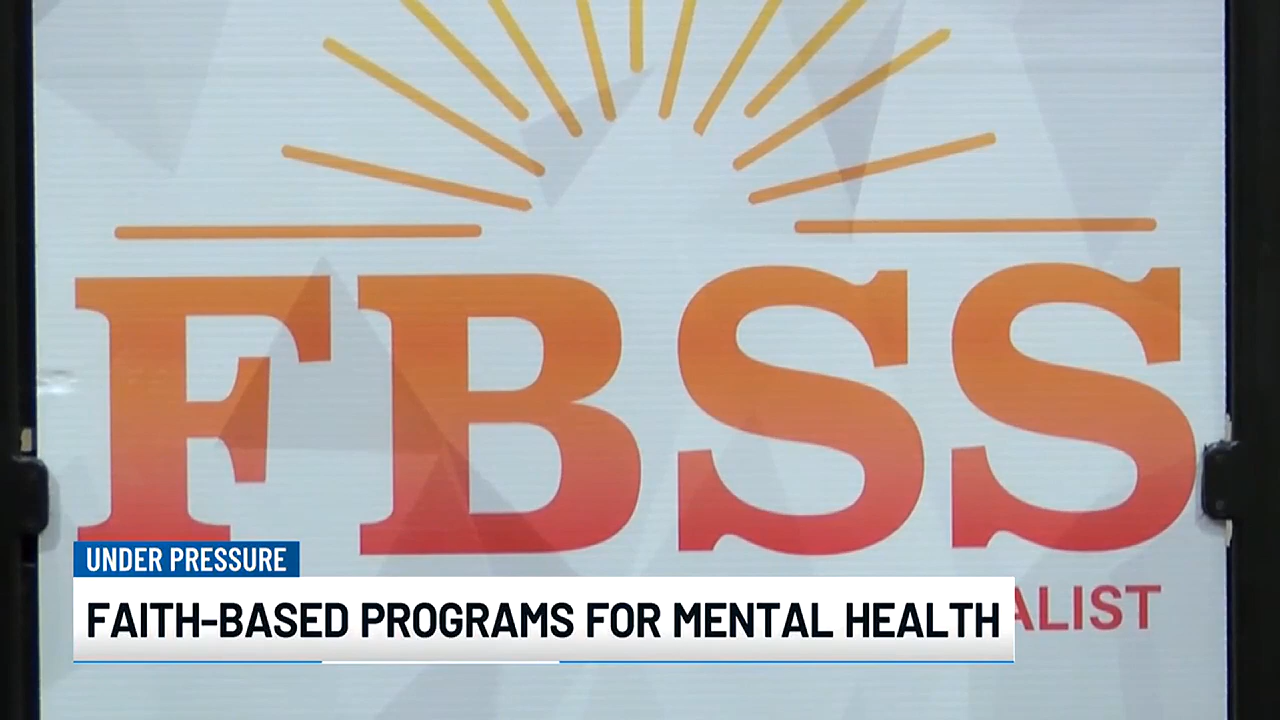 FBSS
ALIST
UNDER PRESSURE
FAITH-BASED PROGRAMS FOR MENTAL HEALTH